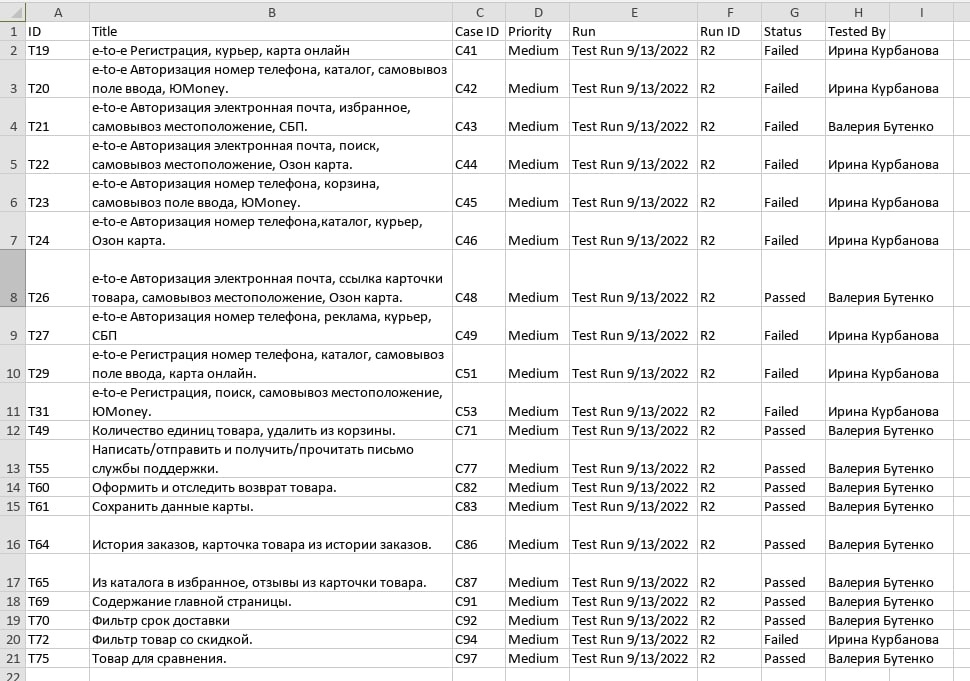 A B C D E F G H I
1 ID Title Case ID Priority Run Run ID Status Tested By
2 T19 e-to-e Регистрация, курьер, карта онлайн C41 Medium Test Run 9/13/2022 R2 Failed Ирина Курбанова
e-to-e Авторизация номер телефона, каталог, самовывоз
3 T20 поле ввода, ЮMoney. C42 Medium Test Run 9/13/2022 R2 Failed Ирина Курбанова
e-to-e Авторизация электронная почта, избранное,
4 T21 самовывоз местоположение, СБП. C43 Medium Test Run 9/13/2022 R2 Failed Валерия Бутенко
e-to-e Авторизация электронная почта, поиск,
5 T22 самовывоз местоположение, Озон карта. C44 Medium Test Run 9/13/2022 R2 Failed Ирина Курбанова
e-to-e Авторизация номер телефона, корзина,
6 T23 самовывоз поле ввода, ЮMoney. C45 Medium Test Run 9/13/2022 R2 Failed Ирина Курбанова
e-to-e Авторизация номер телефона,каталог, курьер,
7 T24 Озон карта. C46 Medium Test Run 9/13/2022 R2 Failed Ирина Курбанова
e-to-e Авторизация электронная почта, ссылка карточки
8 T26 товара, самовывоз местоположение, Озон карта. C48 Medium Test Run 9/13/2022 R2 Passed Валерия Бутенко
e-to-e Авторизация номер телефона, реклама, курьер,
9 T27 СБП C49 Medium Test Run 9/13/2022 R2 Failed Ирина Курбанова
e-to-e Регистрация номер телефона, каталог, самовывоз
10 T29 поле ввода, карта онлайн. C51 Medium Test Run 9/13/2022 R2 Failed Ирина Курбанова
e-to-e Регистрация, поиск, самовывоз местоположение,
11 T31 ЮMoney. C53 Medium Test Run 9/13/2022 R2 Failed Ирина Курбанова
12 T49 Количество единиц товара, удалить из корзины. C71 Medium Test Run 9/13/2022 R2 Passed Валерия Бутенко
Написать/отправить и получить/прочитать письмо
13 T55 службы поддержки. C77 Medium Test Run 9/13/2022 R2 Passed Валерия Бутенко
14 T60 Оформить и отследить возврат товара. C82 Medium Test Run 9/13/2022 R2 Passed Валерия Бутенко
15 T61 Сохранить данные карты. C83 Medium Test Run 9/13/2022 R2 Passed Валерия Бутенко
16 T64 История заказов, карточка товара из истории заказов. C86 Medium Test Run 9/13/2022 R2 Passed Валерия Бутенко
17 T65 Из каталога в избранное, отзывы из карточки товара. C87 Medium Test Run 9/13/2022 R2 Passed Валерия Бутенко
18 T69 Содержание главной страницы. C91 Medium Test Run 9/13/2022 R2 Passed Валерия Бутенко
19 T70 Фильтр срок доставки C92 Medium Test Run 9/13/2022 R2 Passed Валерия Бутенко
20 T72 Фильтр товар со скидкой. C94 Medium Test Run 9/13/2022 R2 Failed Ирина Курбанова
21 T75 Товар для сравнения. C97 Medium Test Run 9/13/2022 R2 Passed Валерия Бутенко
22